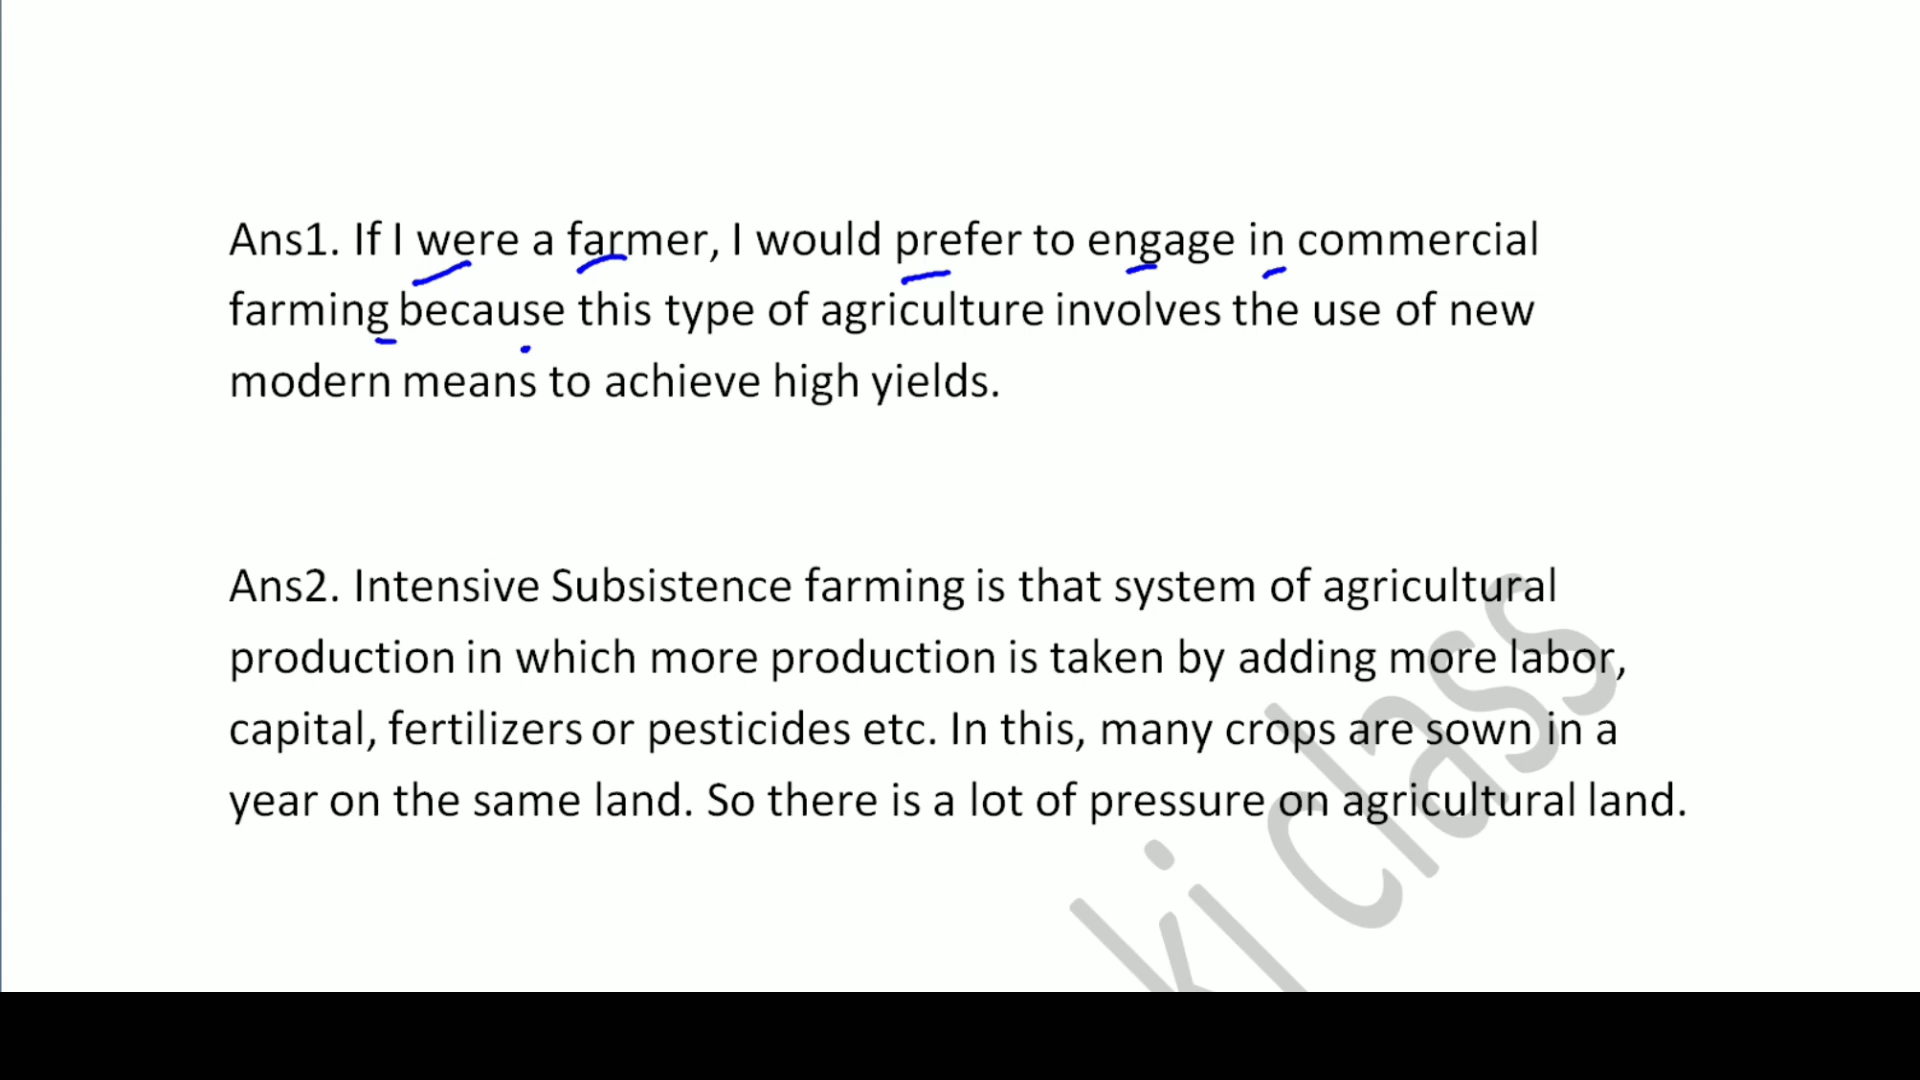 Ans1. If I were a farmer, I would prefer to engage in commercial
farming because this type of agriculture involves the use of new
modern means to achieve high yields.
Ans2. Intensive Subsistence farming is that system of agricultural
production in which more production is taken by adding more labor,
capital, fertilizers or pesticides etc. In this, many crops are sown in a
year on the same land. So there is a lot of pressure on agricultural land.
kj class